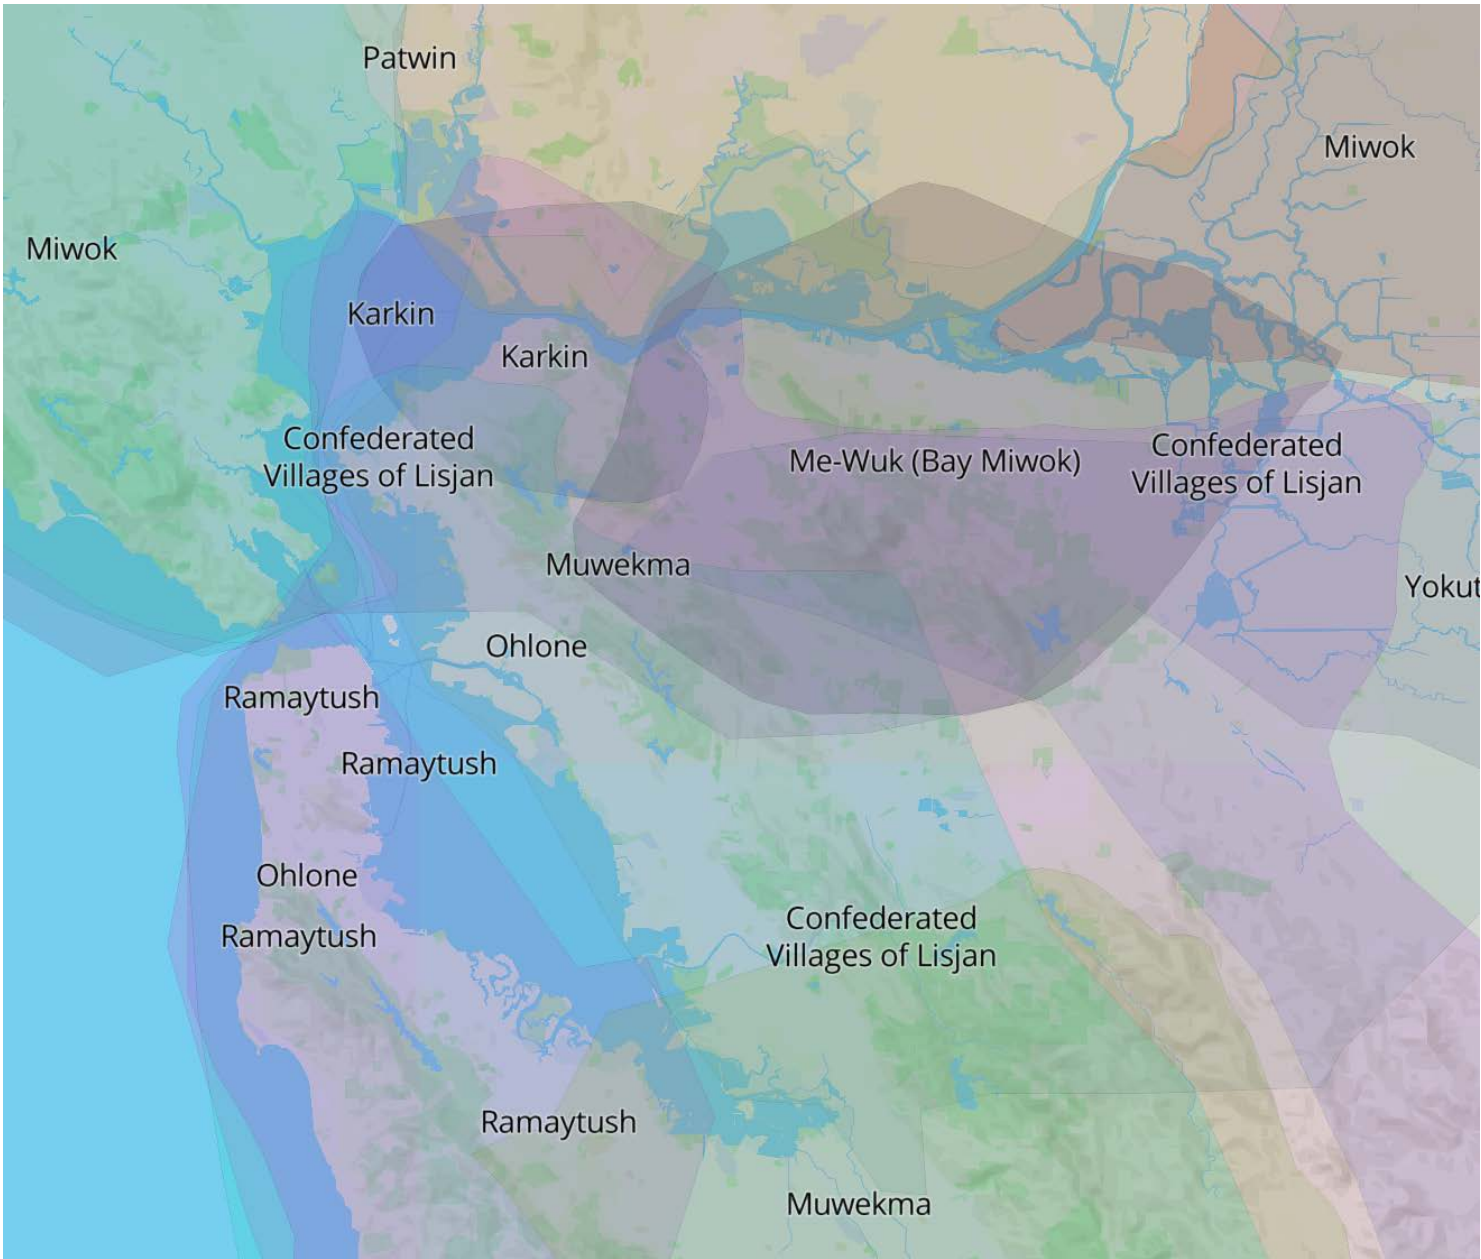 Patwin
Miwok
Miwok
Karkin
Karkin
Confederated
Villages of Lisjan
Me-Wuk (Bay Miwok)
Confederated
Villages of Lisjan
Muwekma
Yokut
Ohlone
Ramaytush
Ramaytush
Ohlone
Ramaytush
Confederated
Villages of Lisjan
Ramaytush
Muwekma